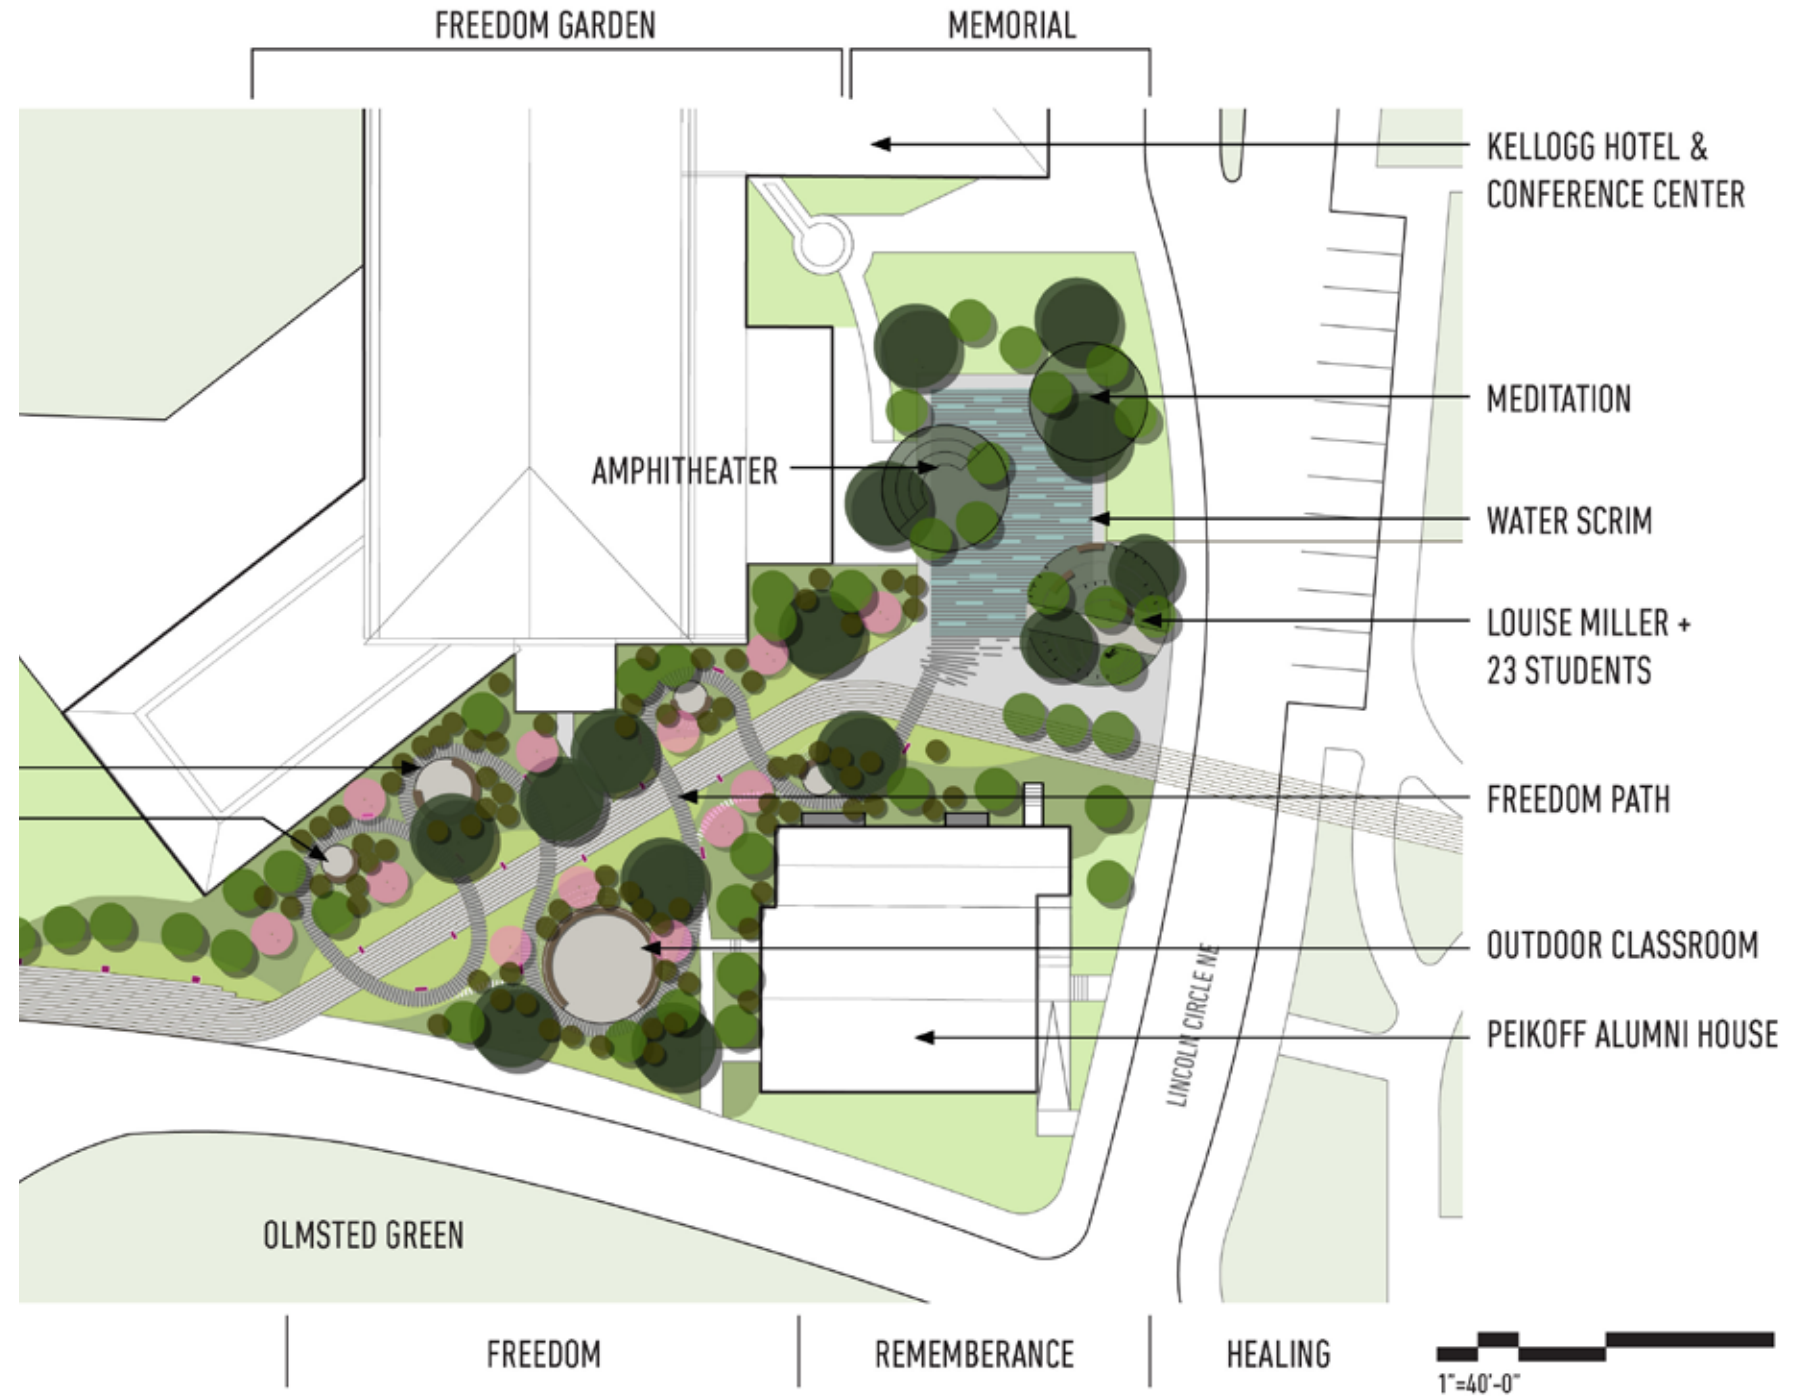 FREEDOM GARDEN
MEMORIAL
KELLOGG HOTEL &
CONFERENCE CENTER
MEDITATION
AMPHITHEATER
WATER SCRIM
LOUISE MILLER +
23 STUDENTS
FREEDOM PATH
OUTDOOR CLASSROOM
PEIKOFF ALUMNI HOUSE
LINCOLN CIRCLE NE
OLMSTED GREEN
FREEDOM
REMEMBERANCE
HEALING
1"=40'-0"